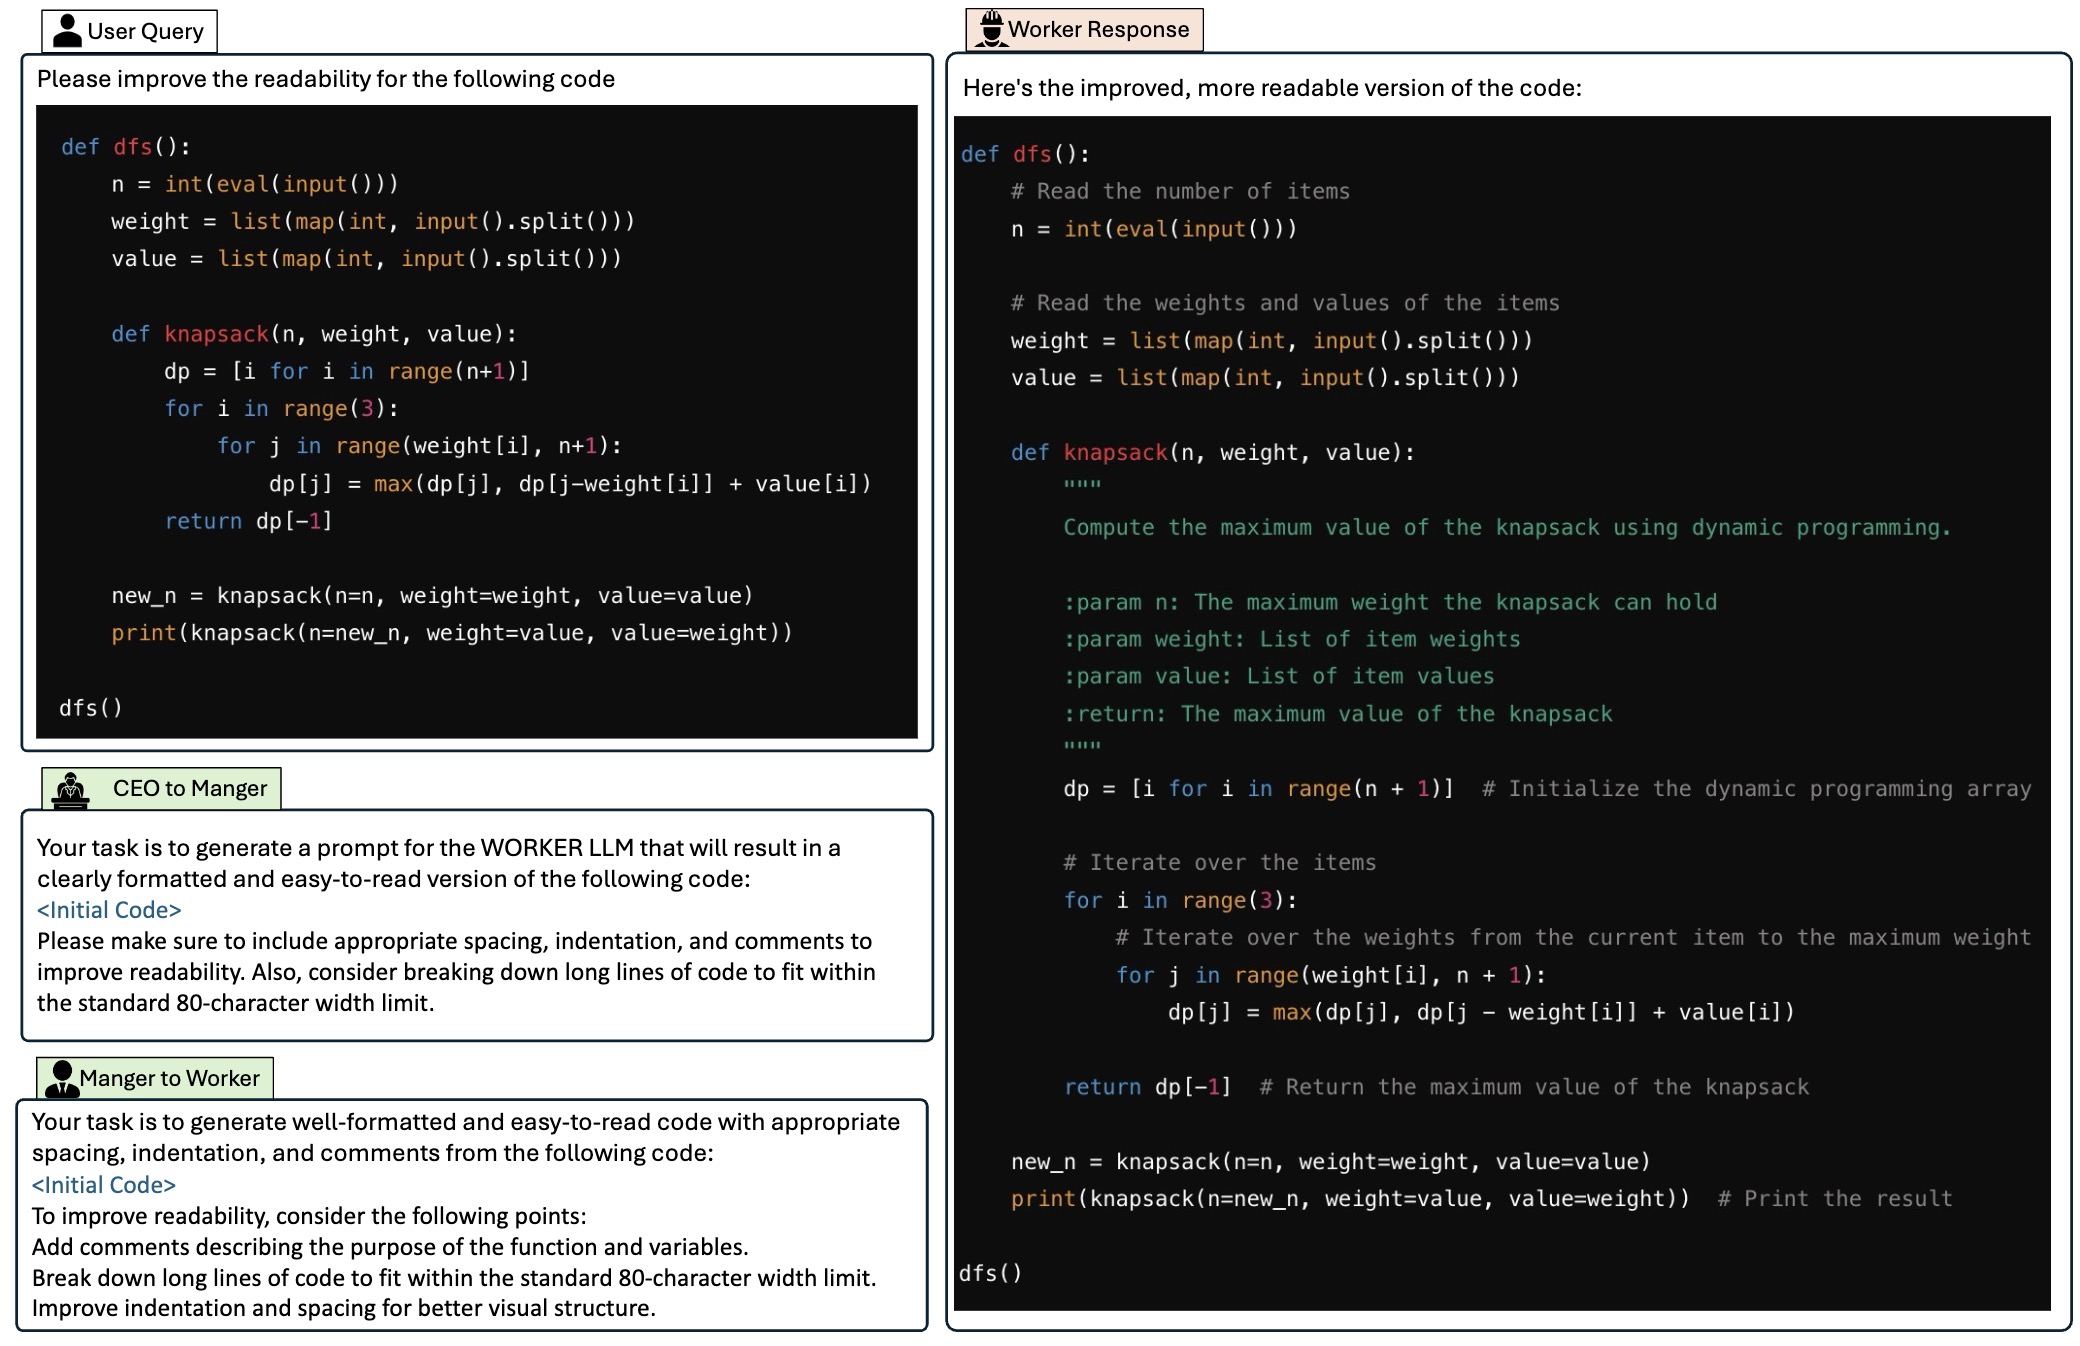 User Query
Please improve the readability for the following code
def dfs():
    n = int(eval(input()))
    weight = list(map(int, input().split()))
    value = list(map(int, input().split()))
    def knapsack(n, weight, value):
        dp = [i for i in range(n+1)]
        for i in range(3):
            for j in range(weight[i], n+1):
                dp[j] = max(dp[j], dp[j-weight[i]] + value[i])
        return dp[-1]
    new_n = knapsack(n=n, weight=weight, value=value)
    print(knapsack(n=new_n, weight=value, value=weight))
dfs()
CEO to Manger
Your task is to generate a prompt for the WORKER LLM that will result in a
clearly formatted and easy-to-read version of the following code:
<Initial Code>
Please make sure to include appropriate spacing, indentation, and comments to
improve readability. Also, consider breaking down long lines of code to fit within
the standard 80-character width limit.
Manger to Worker
Your task is to generate well-formatted and easy-to-read code with appropriate
spacing, indentation, and comments from the following code:
<Initial Code>
To improve readability, consider the following points:
Add comments describing the purpose of the function and variables.
Break down long lines of code to fit within the standard 80-character width limit.
Improve indentation and spacing for better visual structure.
Worker Response
Here's the improved, more readable version of the code:
def dfs():
    # Read the number of items
    n = int(eval(input()))
    # Read the weights and values of the items
    weight = list(map(int, input().split()))
    value = list(map(int, input().split()))
    def knapsack(n, weight, value):
        """
        Compute the maximum value of the knapsack using dynamic programming.
        :param n: The maximum weight the knapsack can hold
        :param weight: List of item weights
        :param value: List of item values
        :return: The maximum value of the knapsack
        """
        dp = [i for i in range(n + 1)]  # Initialize the dynamic programming array
        # Iterate over the items
        for i in range(3):
            # Iterate over the weights from the current item to the maximum weight
            for j in range(weight[i], n + 1):
                dp[j] = max(dp[j], dp[j - weight[i]] + value[i])
        return dp[-1]  # Return the maximum value of the knapsack
    new_n = knapsack(n=n, weight=weight, value=value)
    print(knapsack(n=new_n, weight=value, value=weight))  # Print the result
dfs()